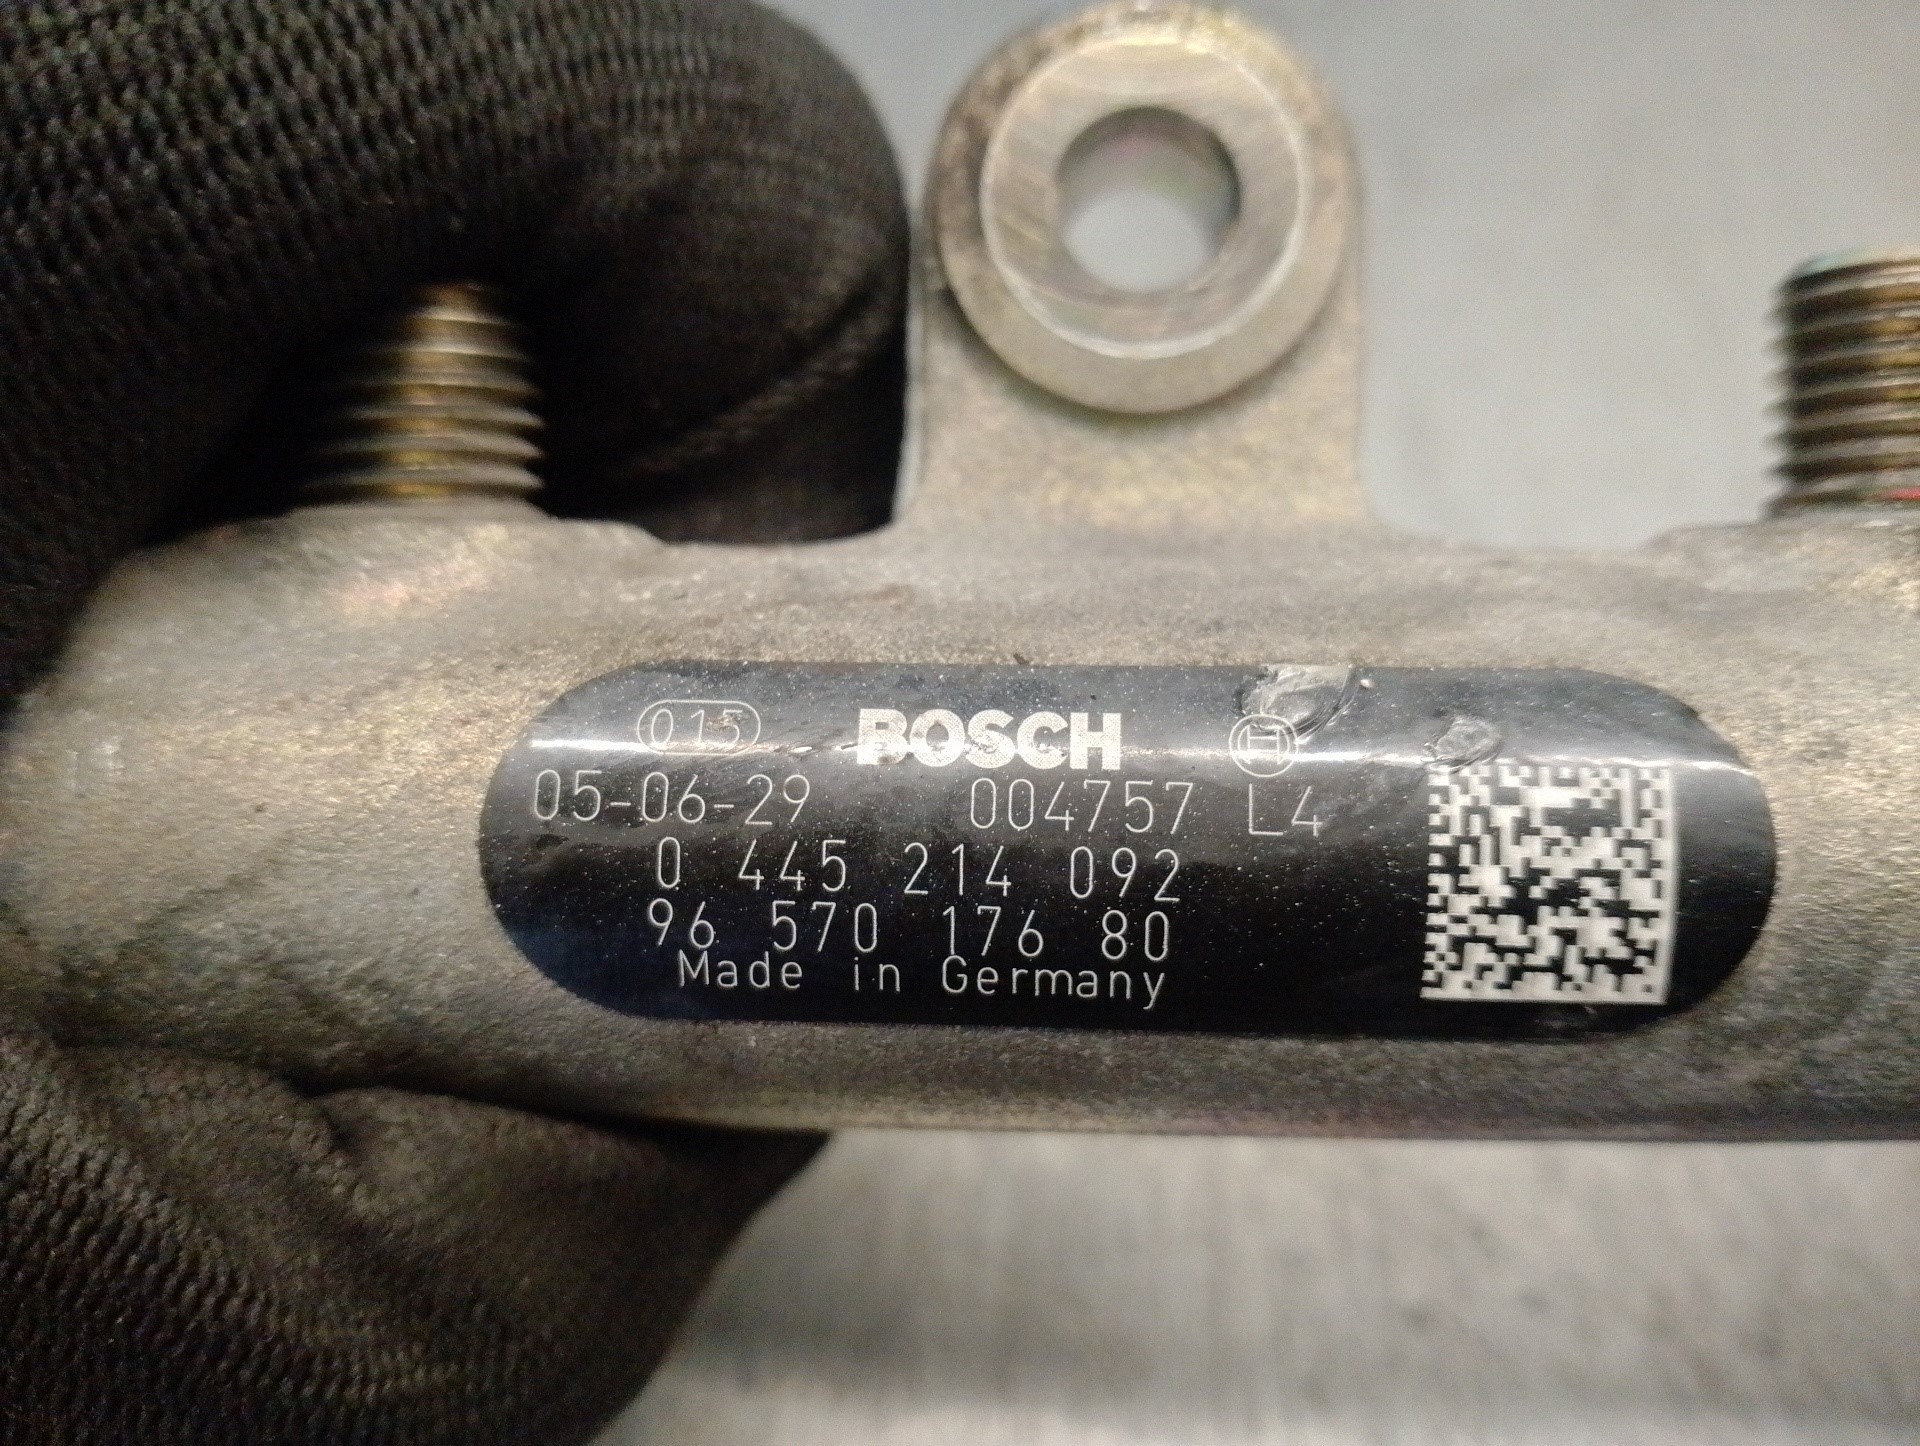 015 BOSCH
05-06-29 004757 L4
0 445 214 092
96 570 176 80
Made in Germany